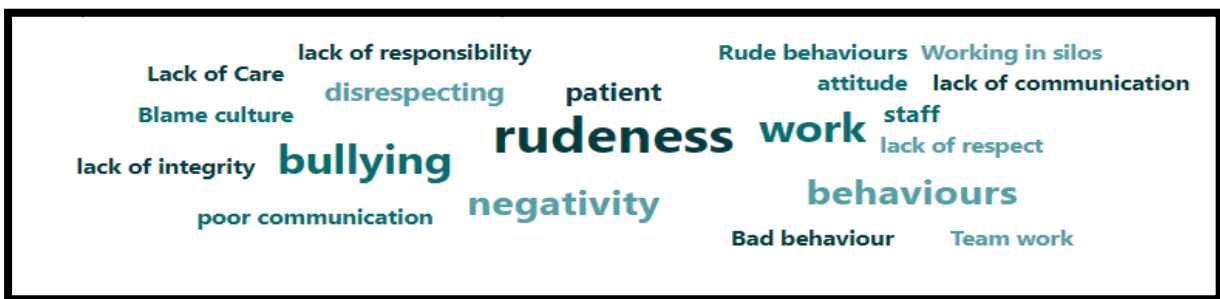 lack of responsibility
Rude behaviours
Working in silos
Lack of Care
disrespecting
patient
attitude
lack of communication
Blame culture
rudeness
work
staff
lack of respect
lack of integrity
bullying
negativity
behaviours
poor communication
Bad behaviour
Team work